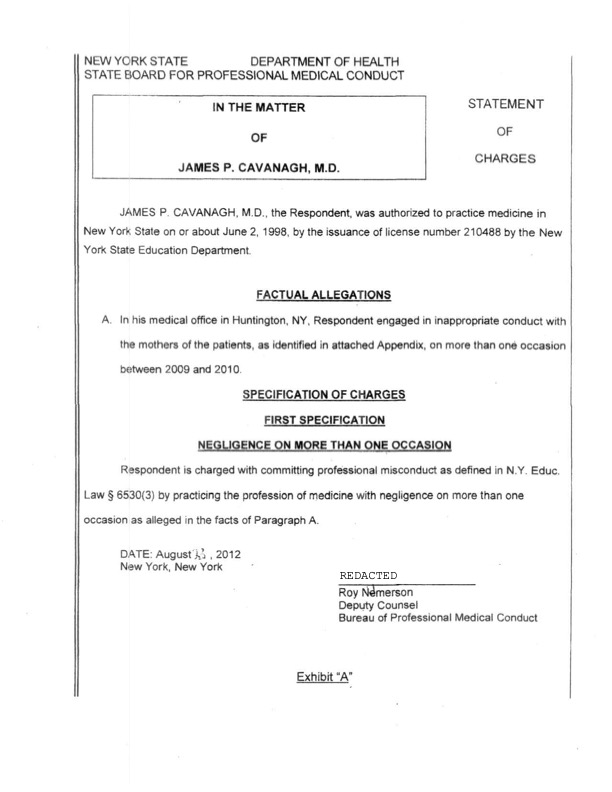 NEW YORK STATE DEPARTMENT OF HEALTH
STATE BOARD FOR PROFESSIONAL MEDICAL CONDUCT
IN THE MATTER
OF
JAMES P. CAVANAGH, M.D.
STATEMENT
OF
CHARGES
JAMES P. CAVANAGH, M.D., the Respondent, was authorized to practice medicine in
New York State on or about June 2, 1998, by the issuance of license number 210488 by the New
York State Education Department.
FACTUAL ALLEGATIONS
A. In his medical office in Huntington, NY, Respondent engaged in inappropriate conduct with
the mothers of the patients, as identified in attached Appendix, on more than one occasion
between 2009 and 2010.
SPECIFICATION OF CHARGES
FIRST SPECIFICATION
NEGLIGENCE ON MORE THAN ONE OCCASION
Respondent is charged with committing professional misconduct as defined in N.Y. Educ.
Law § 6530(3) by practicing the profession of medicine with negligence on more than one
occasion as alleged in the facts of Paragraph A.
DATE: August , 2012
New York, New York
REDACTED
Roy Nemerson
Deputy Counsel
Bureau of Professional Medical Conduct
Exhibit "A"